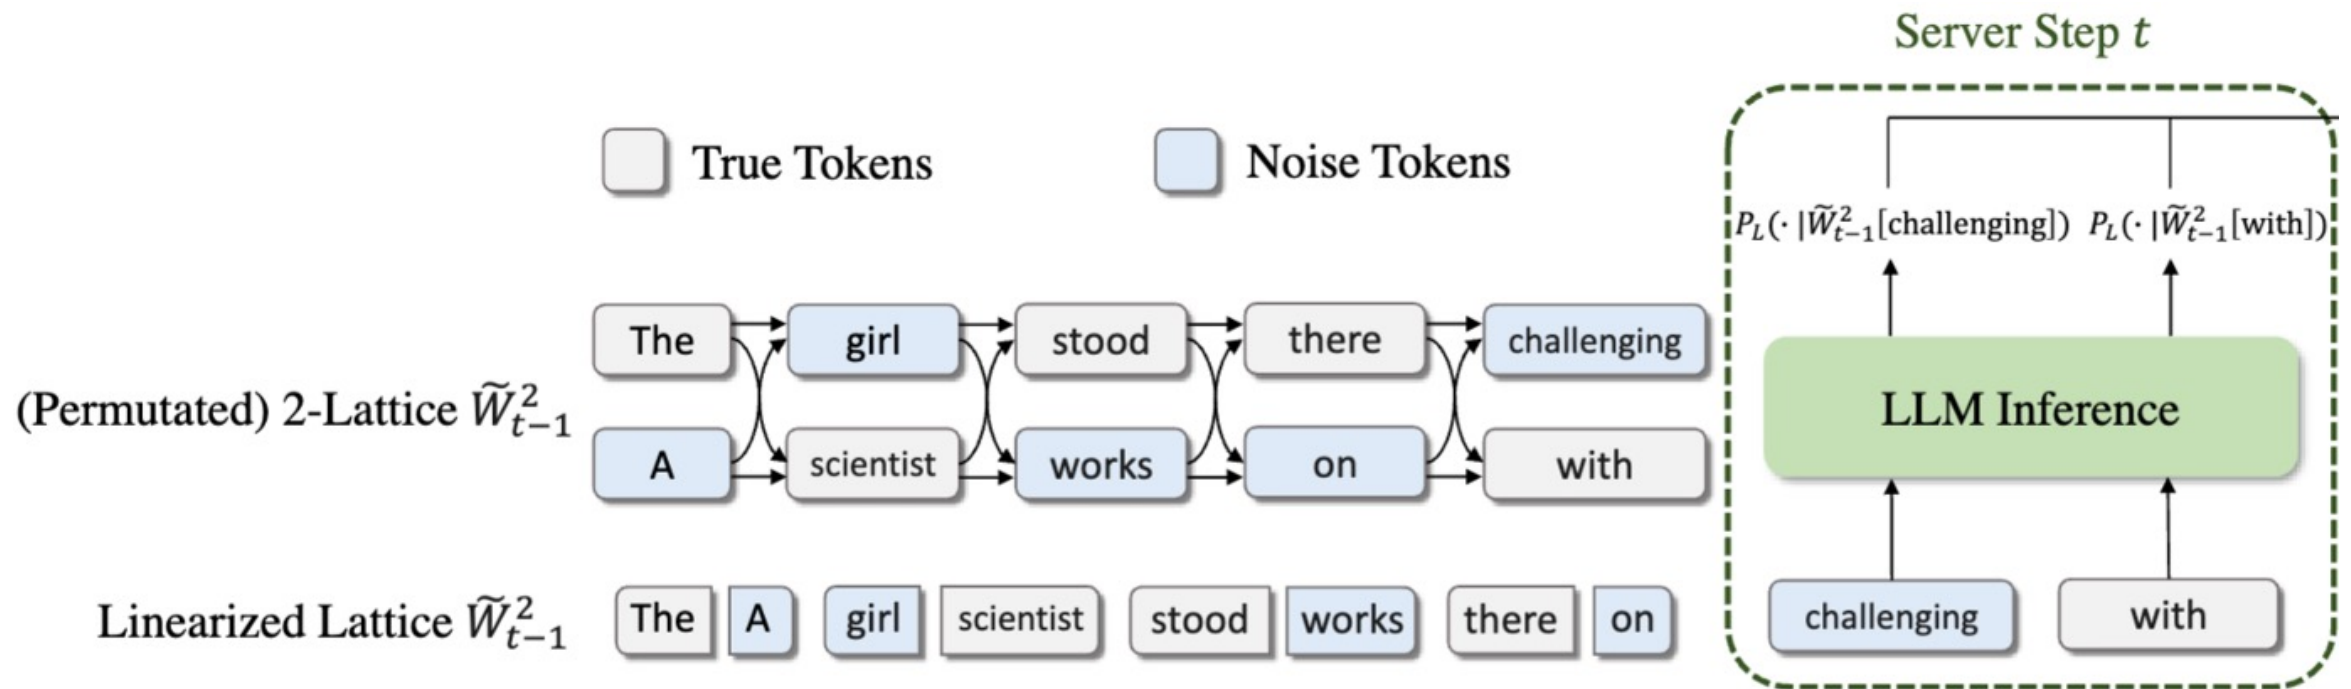 Server Step t
True Tokens
Noise Tokens
P_L(· |W̃²_{t−1}[challenging]) P_L(· |W̃²_{t−1}[with])
The girl stood there challenging
(Permutated) 2-Lattice W̃²_{t−1}
LLM Inference
A scientist works on with
Linearized Lattice W̃²_{t−1} The A girl scientist stood works there on
challenging with